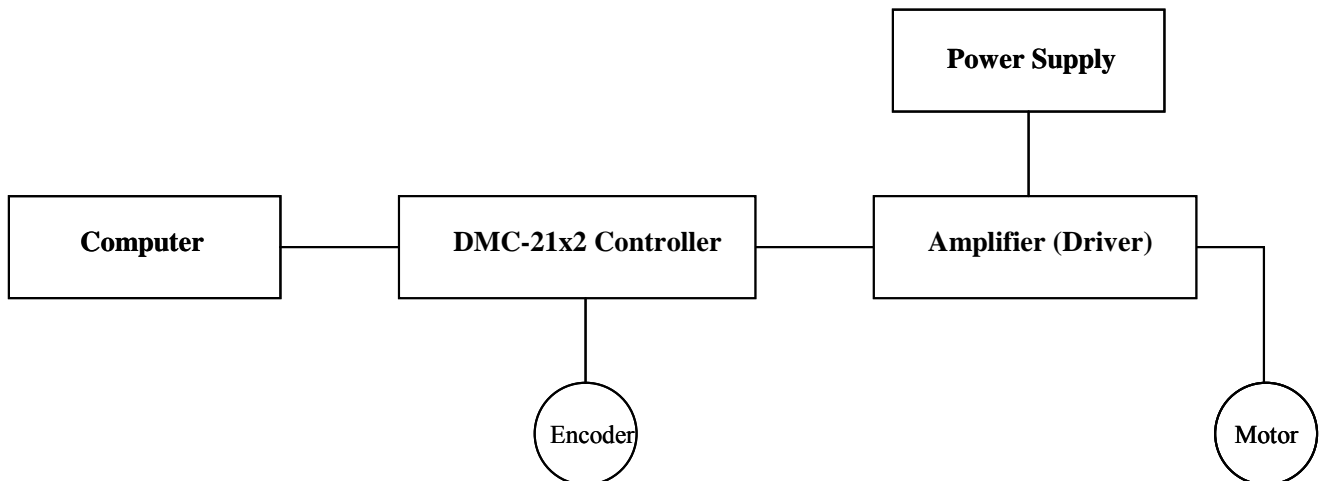 Power Supply
Computer
DMC-21x2 Controller
Amplifier (Driver)
Encoder
Motor